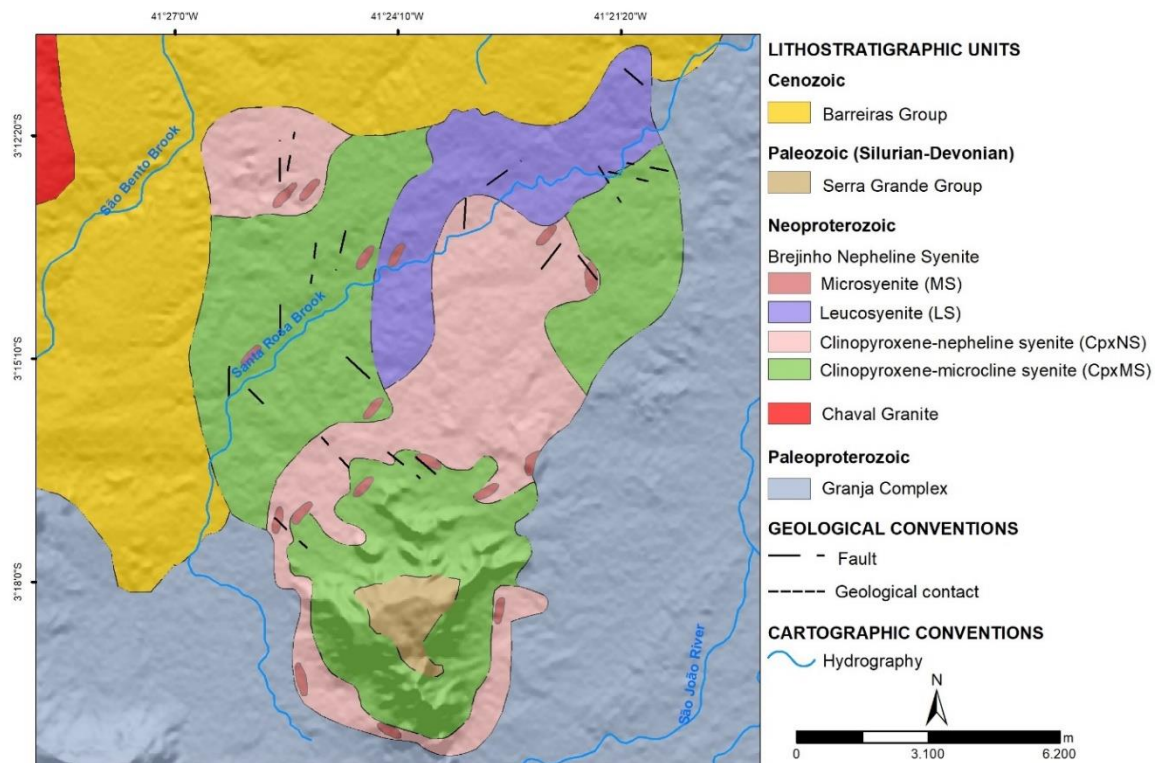 41°27'0"W
41°24'10"W
41°21'20"W
3°12'20"S
3°15'10"S
3°18'0"S
São Bento Brook
Santa Rosa Brook
São João River
LITHOSTRATIGRAPHIC UNITS
Cenozoic
Barreiras Group
Paleozoic (Silurian-Devonian)
Serra Grande Group
Neoproterozoic
Brejinho Nepheline Syenite
Microsyenite (MS)
Leucosyenite (LS)
Clinopyroxene-nepheline syenite (CpxNS)
Clinopyroxene-microcline syenite (CpxMS)
Chaval Granite
Paleoproterozoic
Granja Complex
GEOLOGICAL CONVENTIONS
Fault
Geological contact
CARTOGRAPHIC CONVENTIONS
Hydrography
N
m
0 3.100 6.200